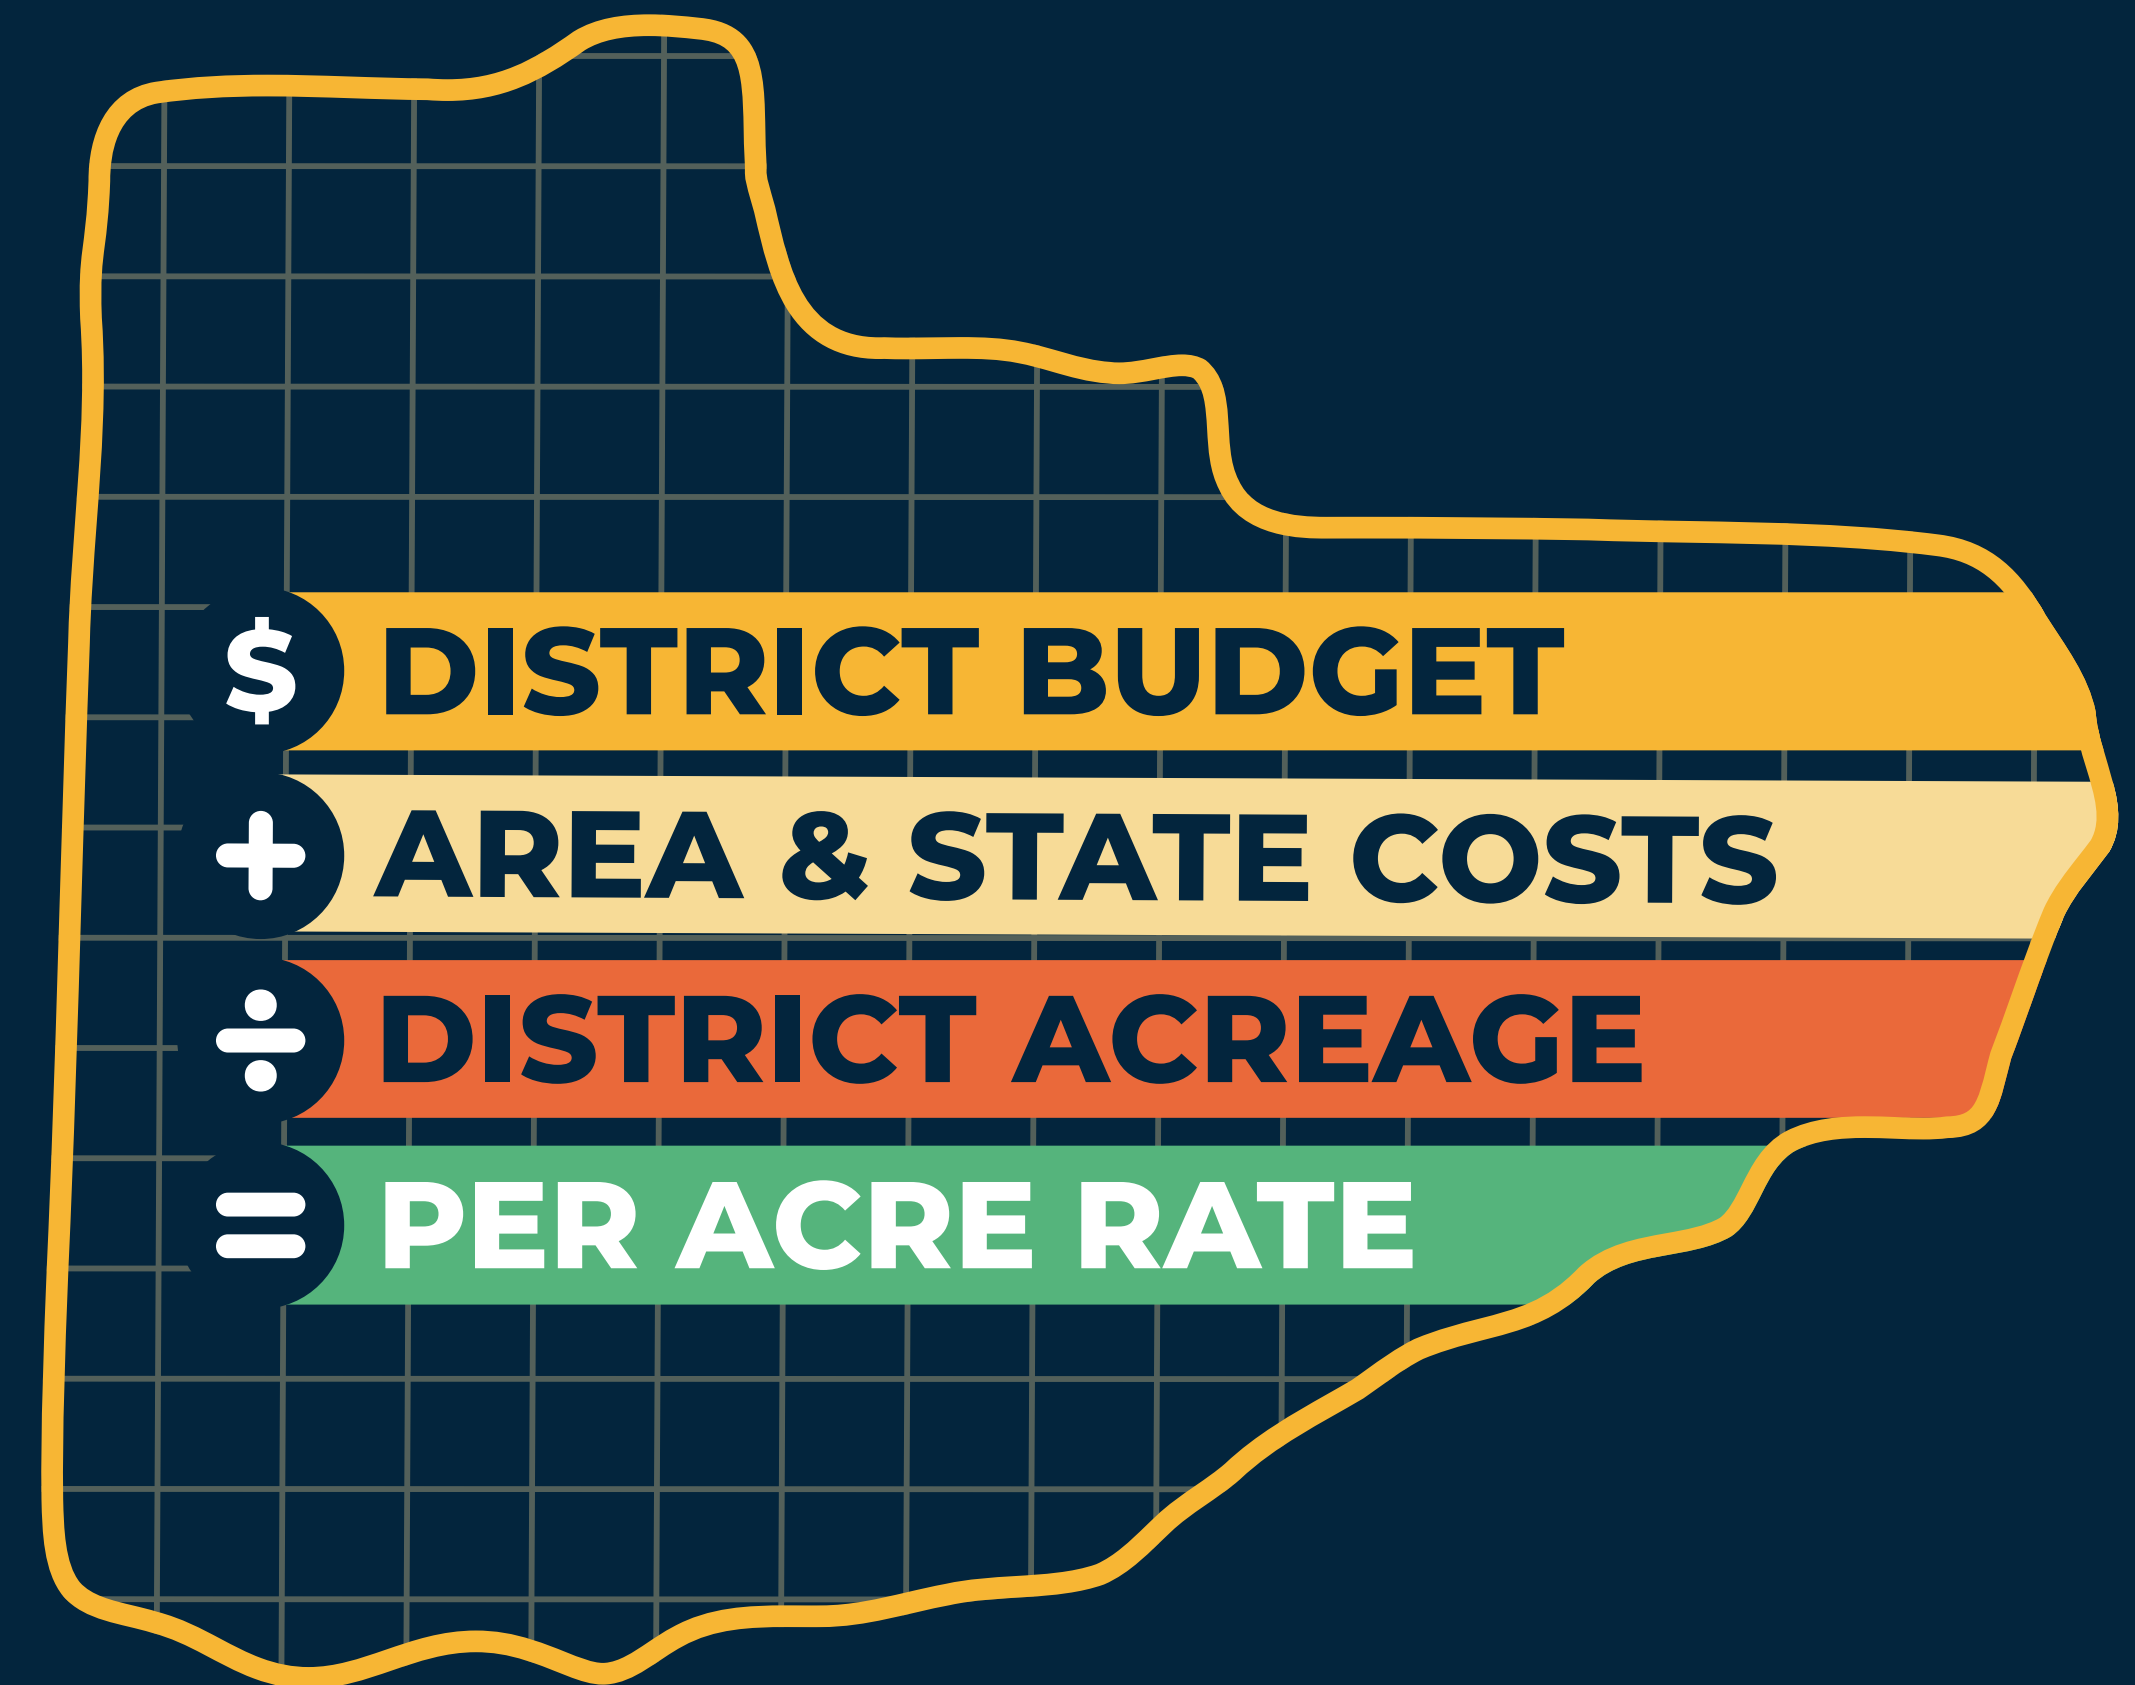 $ DISTRICT BUDGET
+ AREA & STATE COSTS
÷ DISTRICT ACREAGE
= PER ACRE RATE